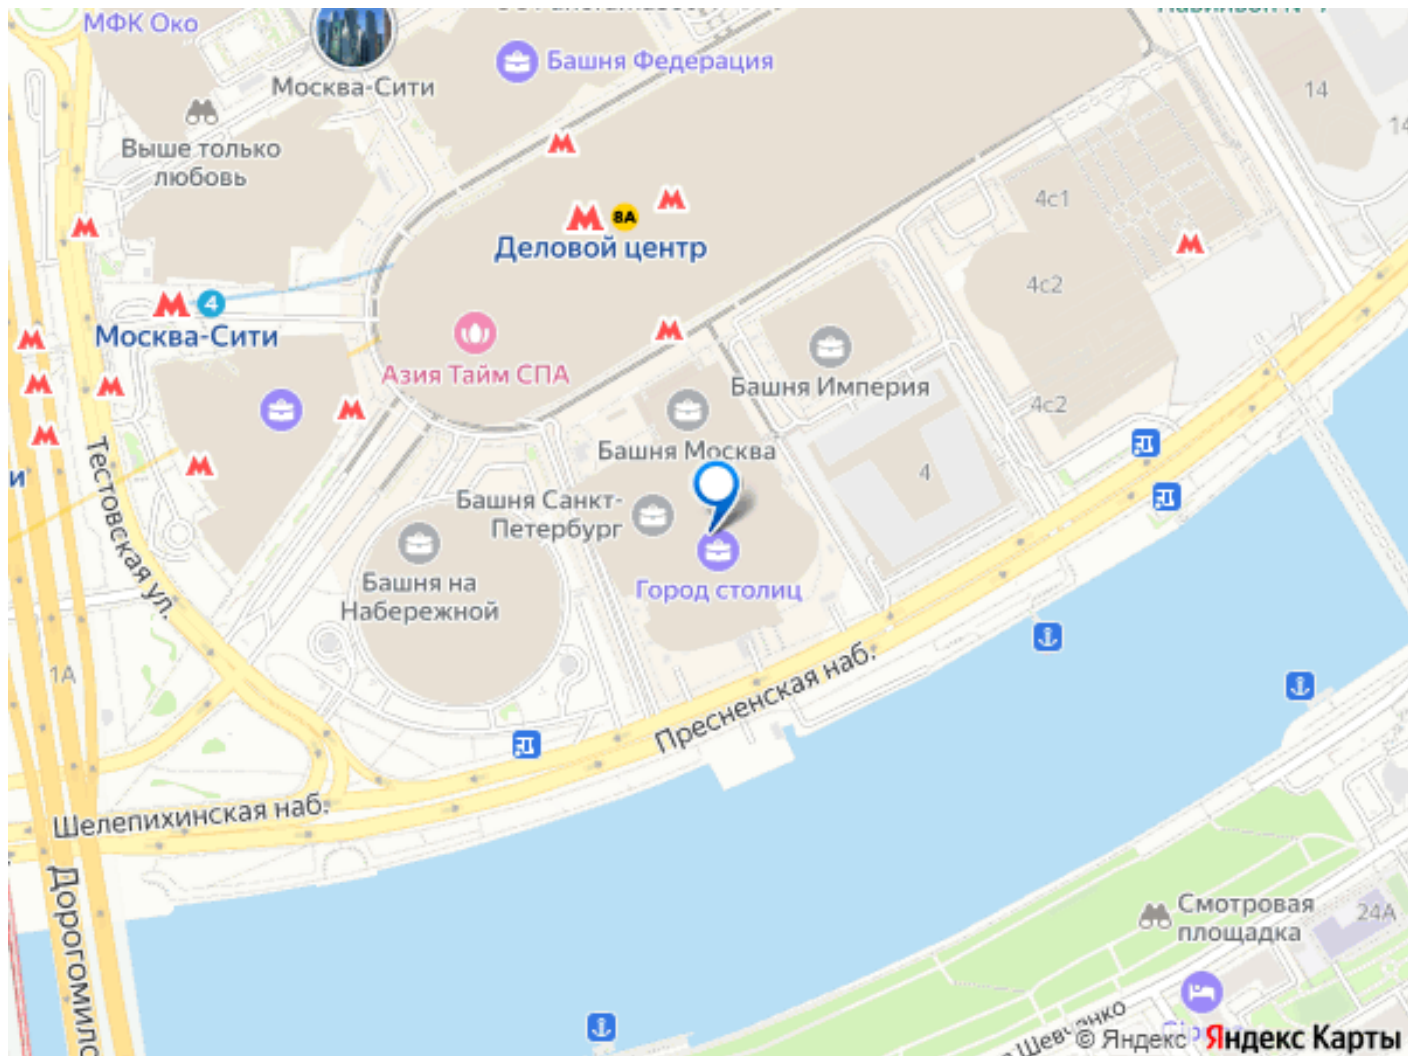 МФК Око
Башня Федерация
Москва-Сити
14
Выше только
любовь
4с1
8А
Деловой центр
4с2
4
Москва-Сити
Азия Тайм СПА
Башня Империя
4с2
Башня Москва
4
Тестовская ул.
и
Башня Санкт-
Петербург
Башня на
Набережной
Город столиц
1А
Пресненская наб.
Шелепихинская наб.
Смотровая
площадка
24А
© Яндекс
Яндекс Карты